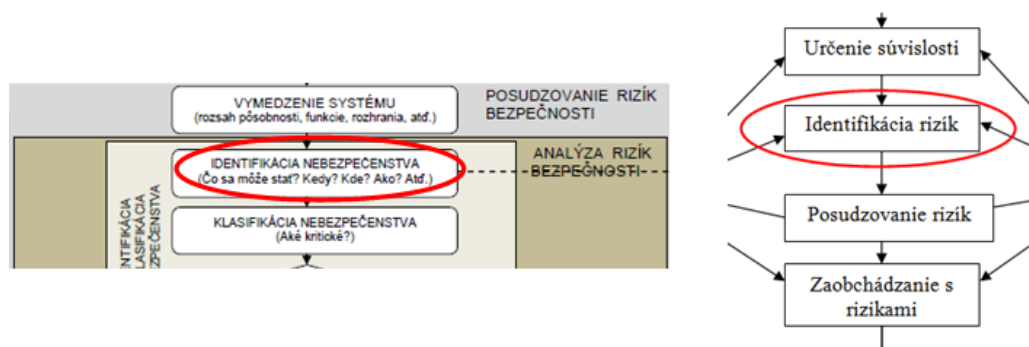 VYMEDZENIE SYSTÉMU
(rozsah pôsobnosti, funkcie, rozhrania, atď.)
POSUDZOVANIE RIZÍK
BEZPEČNOSTI
IDENTIFIKÁCIA NEBEZPEČENSTVA
(Čo sa môže stať? Kedy? Kde? Ako? Atď.)
ANALÝZA RIZÍK
BEZPEČNOSTI
KLASIFIKÁCIA NEBEZPEČENSTVA
(Aké kritické?)
Určenie súvislosti
Identifikácia rizík
Posudzovanie rizík
Zaobchádzanie s
rizikami